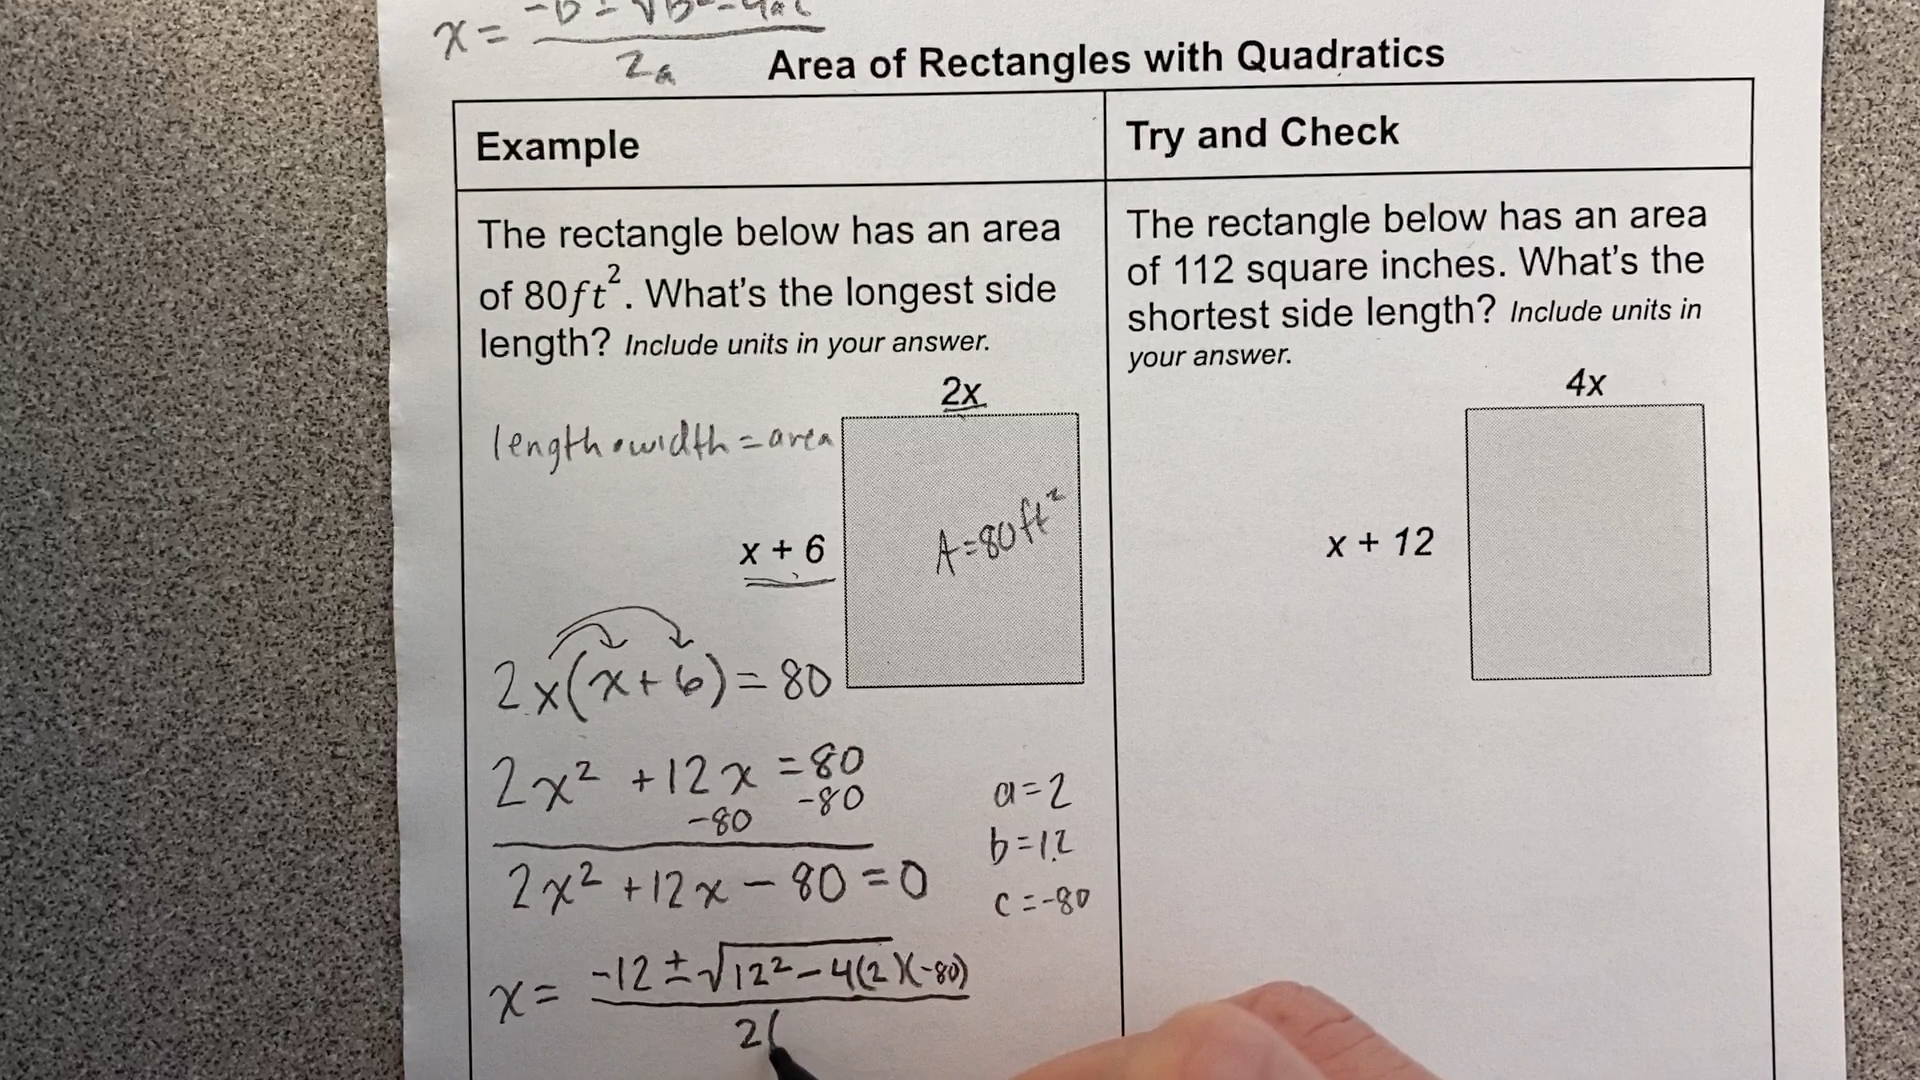 x = -b ± √b² - 4ac
2a
Area of Rectangles with Quadratics
Example
The rectangle below has an area
of 80ft². What's the longest side
length? Include units in your answer.
2x
length • width = area
x + 6
A = 80 ft²
2x(x + 6) = 80
2x² + 12x = 80
-80 -80
2x² + 12x - 80 = 0
a = 2
b = 12
c = -80
x = -12 ± √12² - 4(2)(-80)
2(
Try and Check
The rectangle below has an area
of 112 square inches. What's the
shortest side length? Include units in
your answer.
4x
x + 12